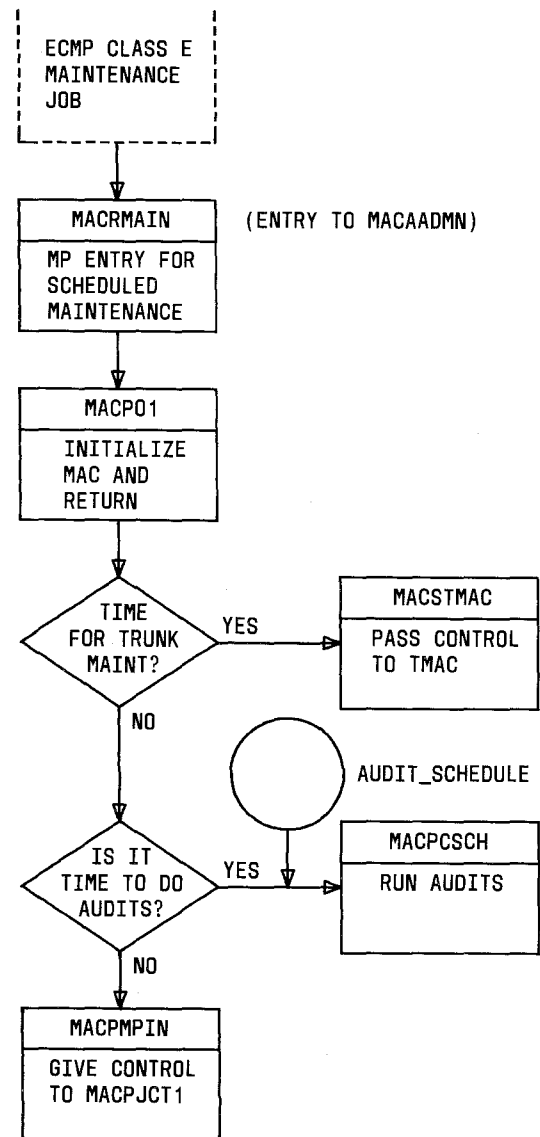 ECMP CLASS E
MAINTENANCE
JOB
MACRMAIN
(ENTRY TO MACAADMN)
MP ENTRY FOR
SCHEDULED
MAINTENANCE
MACPO1
INITIALIZE
MAC AND
RETURN
TIME
FOR TRUNK
MAINT?
YES
MACSTMAC
PASS CONTROL
TO TMAC
NO
AUDIT_SCHEDULE
IS IT
TIME TO DO
AUDITS?
YES
MACPCSCH
RUN AUDITS
NO
MACPMPIN
GIVE CONTROL
TO MACPJCT1